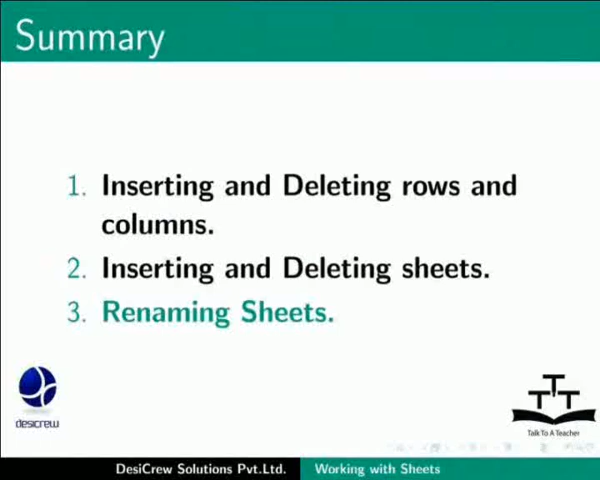 Summary
1. Inserting and Deleting rows and
columns.
2. Inserting and Deleting sheets.
3. Renaming Sheets.
desicrew
TTT
Talk To A Teacher
DesiCrew Solutions Pvt.Ltd. Working with Sheets